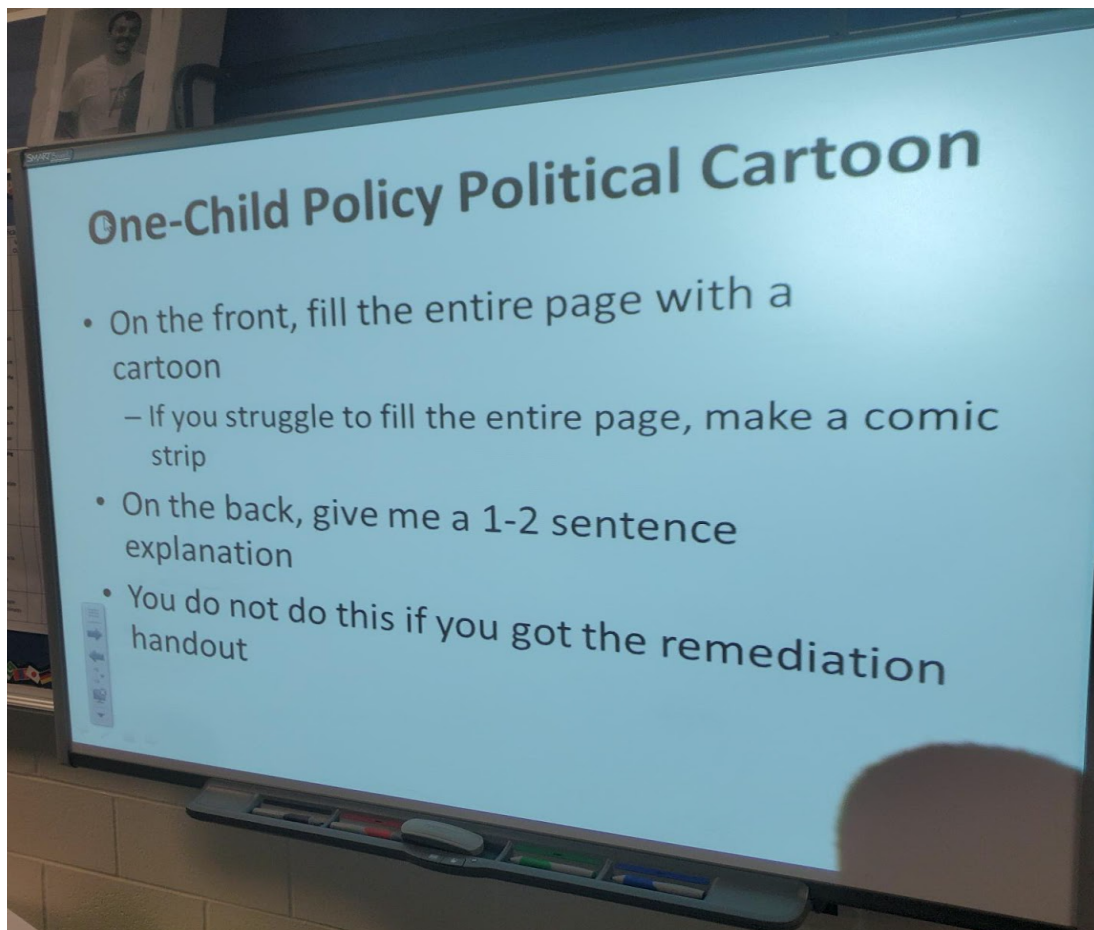 SMART
One-Child Policy Political Cartoon
• On the front, fill the entire page with a
cartoon
– If you struggle to fill the entire page, make a comic
strip
• On the back, give me a 1-2 sentence
explanation
• You do not do this if you got the remediation
handout